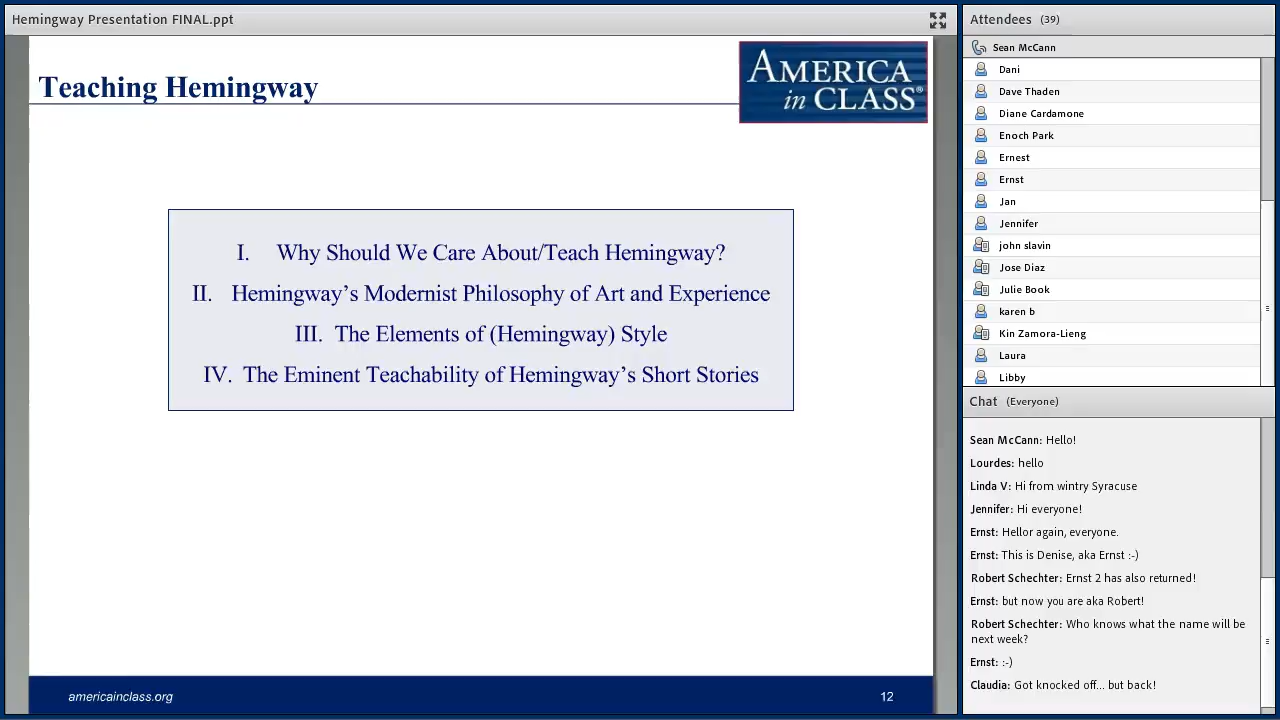 Hemingway Presentation FINAL.ppt
Teaching Hemingway
AMERICA
in CLASS®
I. Why Should We Care About/Teach Hemingway?
II. Hemingway's Modernist Philosophy of Art and Experience
III. The Elements of (Hemingway) Style
IV. The Eminent Teachability of Hemingway's Short Stories
americainclass.org
12
Attendees (39)
Sean McCann
Dani
Dave Thaden
Diane Cardamone
Enoch Park
Ernest
Ernst
Jan
Jennifer
john slavin
Jose Diaz
Julie Book
karen b
Kin Zamora-Lieng
Laura
Libby
Chat (Everyone)
Sean McCann: Hello!
Lourdes: hello
Linda V: Hi from wintry Syracuse
Jennifer: Hi everyone!
Ernst: Hellor again, everyone.
Ernst: This is Denise, aka Ernst :-)
Robert Schechter: Ernst 2 has also returned!
Ernst: but now you are aka Robert!
Robert Schechter: Who knows what the name will be
next week?
Ernst: :-)
Claudia: Got knocked off... but back!